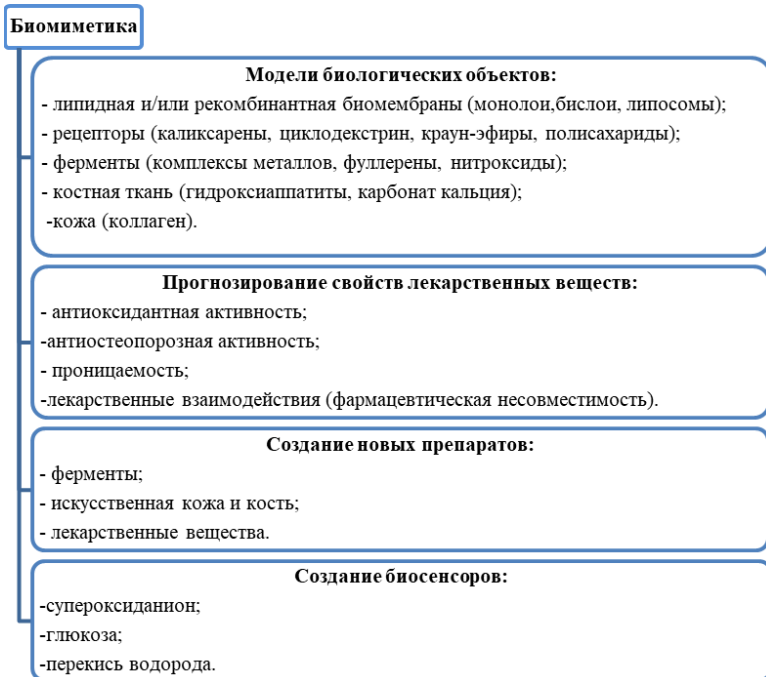 Биомиметика
Модели биологических объектов:
- липидная и/или рекомбинантная биомембраны (монолои,бислои, липосомы);
- рецепторы (каликсарены, циклодекстрин, краун-эфиры, полисахариды);
- ферменты (комплексы металлов, фуллерены, нитроксиды);
- костная ткань (гидроксиаппатиты, карбонат кальция);
-кожа (коллаген).
Прогнозирование свойств лекарственных веществ:
- антиоксидантная активность;
-антиостеопорозная активность;
- проницаемость;
-лекарственные взаимодействия (фармацевтическая несовместимость).
Создание новых препаратов:
- ферменты;
- искусственная кожа и кость;
- лекарственные вещества.
Создание биосенсоров:
-супероксиданион;
-глюкоза;
-перекись водорода.